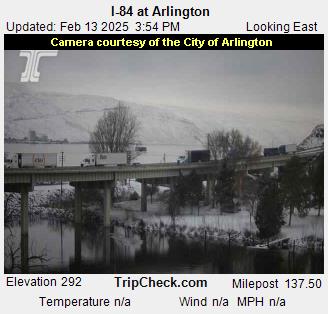 I-84 at Arlington
Updated: Feb 13 2025 3:54 PM Looking East
Camera courtesy of the City of Arlington
Elevation 292 TripCheck.com Milepost 137.50
Temperature n/a Wind n/a MPH n/a